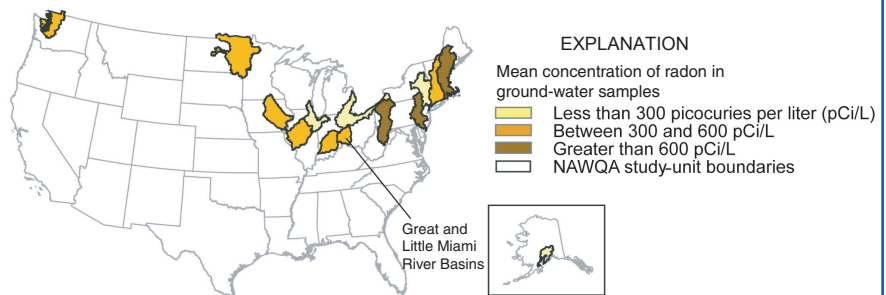 EXPLANATION
Mean concentration of radon in
ground-water samples
Less than 300 picocuries per liter (pCi/L)
Between 300 and 600 pCi/L
Greater than 600 pCi/L
NAWQA study-unit boundaries
Great and
Little Miami
River Basins